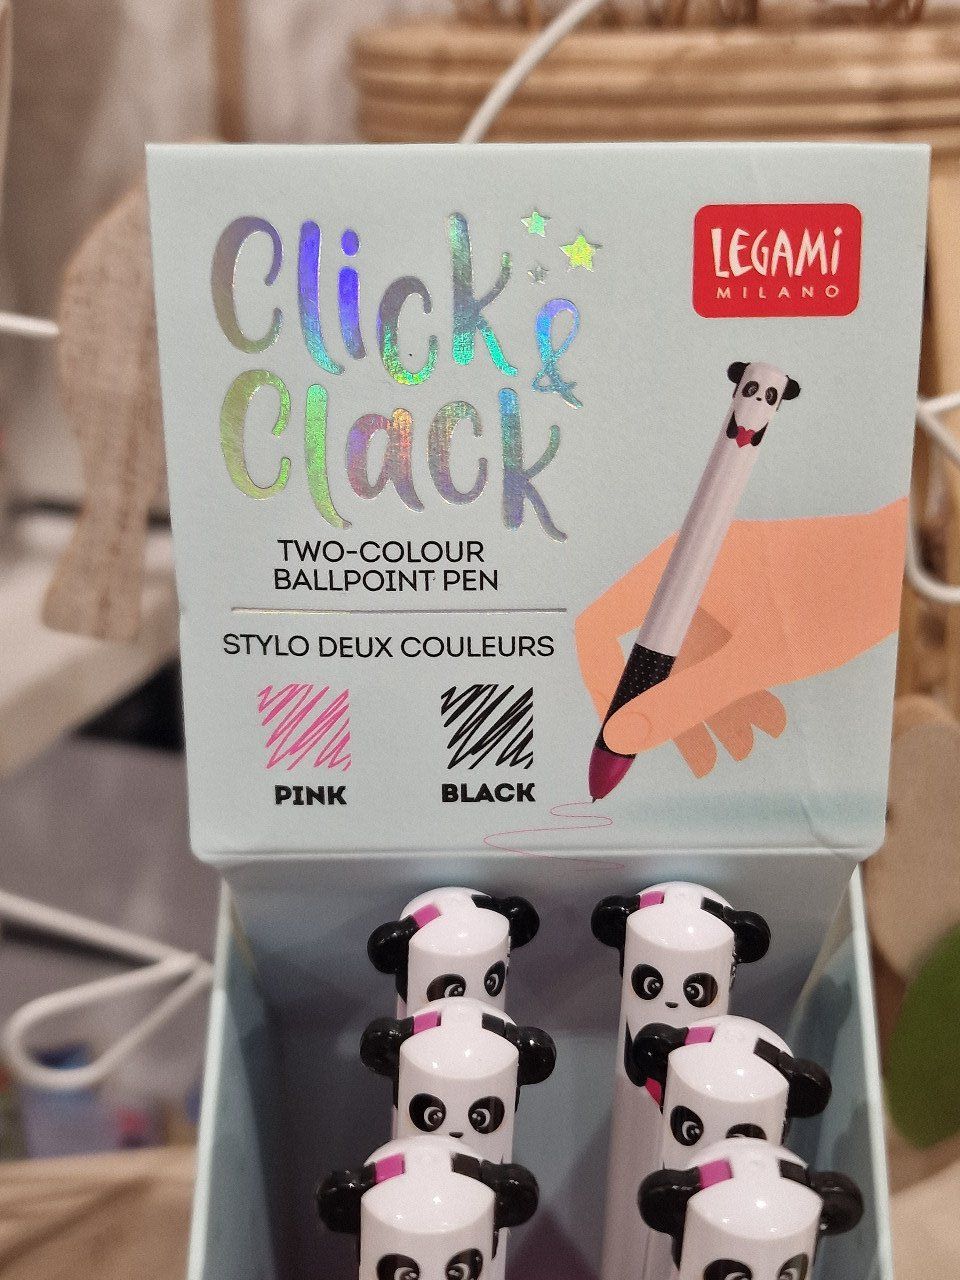 Click &
Clack
LEGAMi
MILANO
TWO-COLOUR
BALLPOINT PEN
STYLO DEUX COULEURS
PINK
BLACK